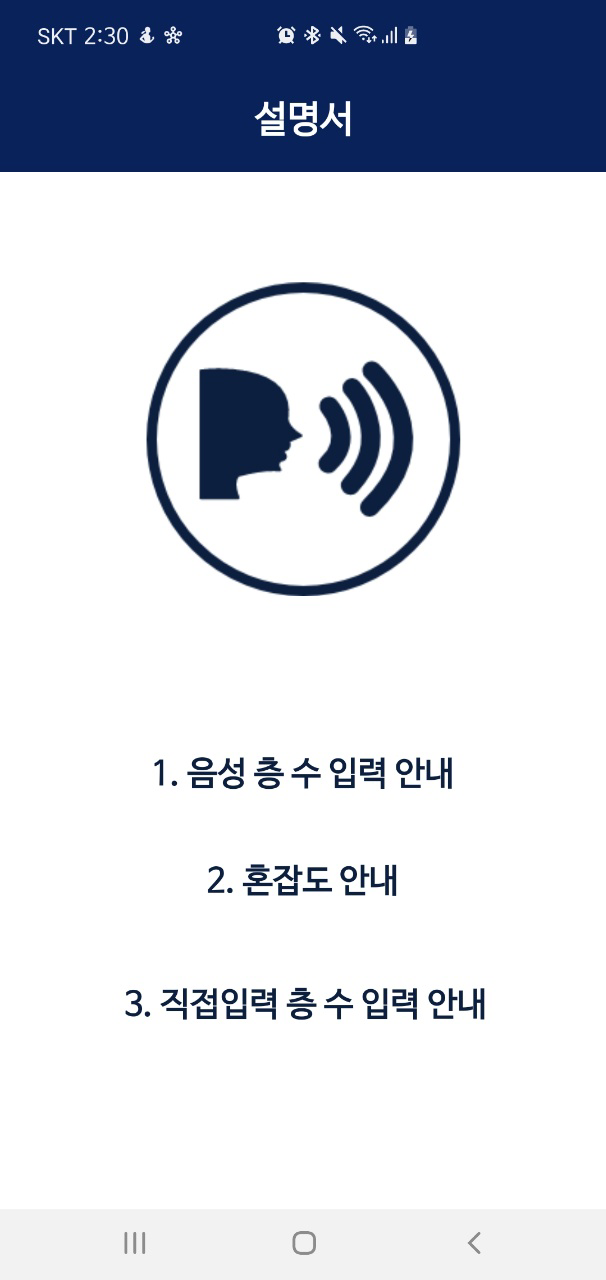 SKT 2:30
설명서
1. 음성 층 수 입력 안내
2. 혼잡도 안내
3. 직접입력 층 수 입력 안내